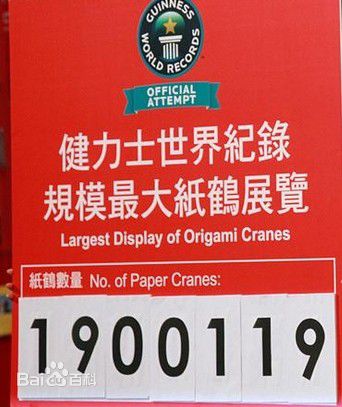 GUINNESS
WORLD RECORDS
OFFICIAL
ATTEMPT
健力士世界紀錄
規模最大紙鶴展覽
Largest Display of Origami Cranes
紙鶴數量 No. of Paper Cranes:
1900119
Bai百科